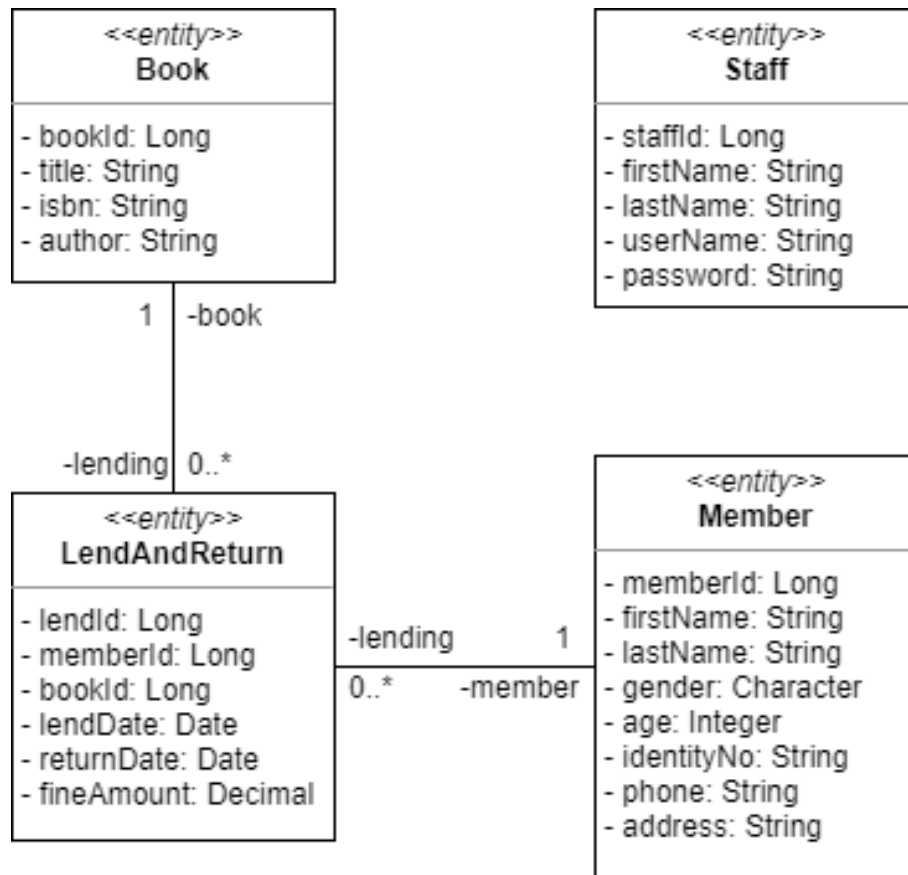 <<entity>>
Book
- bookId: Long
- title: String
- isbn: String
- author: String
<<entity>>
Staff
- staffId: Long
- firstName: String
- lastName: String
- userName: String
- password: String
1 -book
-lending 0..*
<<entity>>
LendAndReturn
- lendId: Long
- memberId: Long
- bookId: Long
- lendDate: Date
- returnDate: Date
- fineAmount: Decimal
-lending 1
0..* -member
<<entity>>
Member
- memberId: Long
- firstName: String
- lastName: String
- gender: Character
- age: Integer
- identityNo: String
- phone: String
- address: String